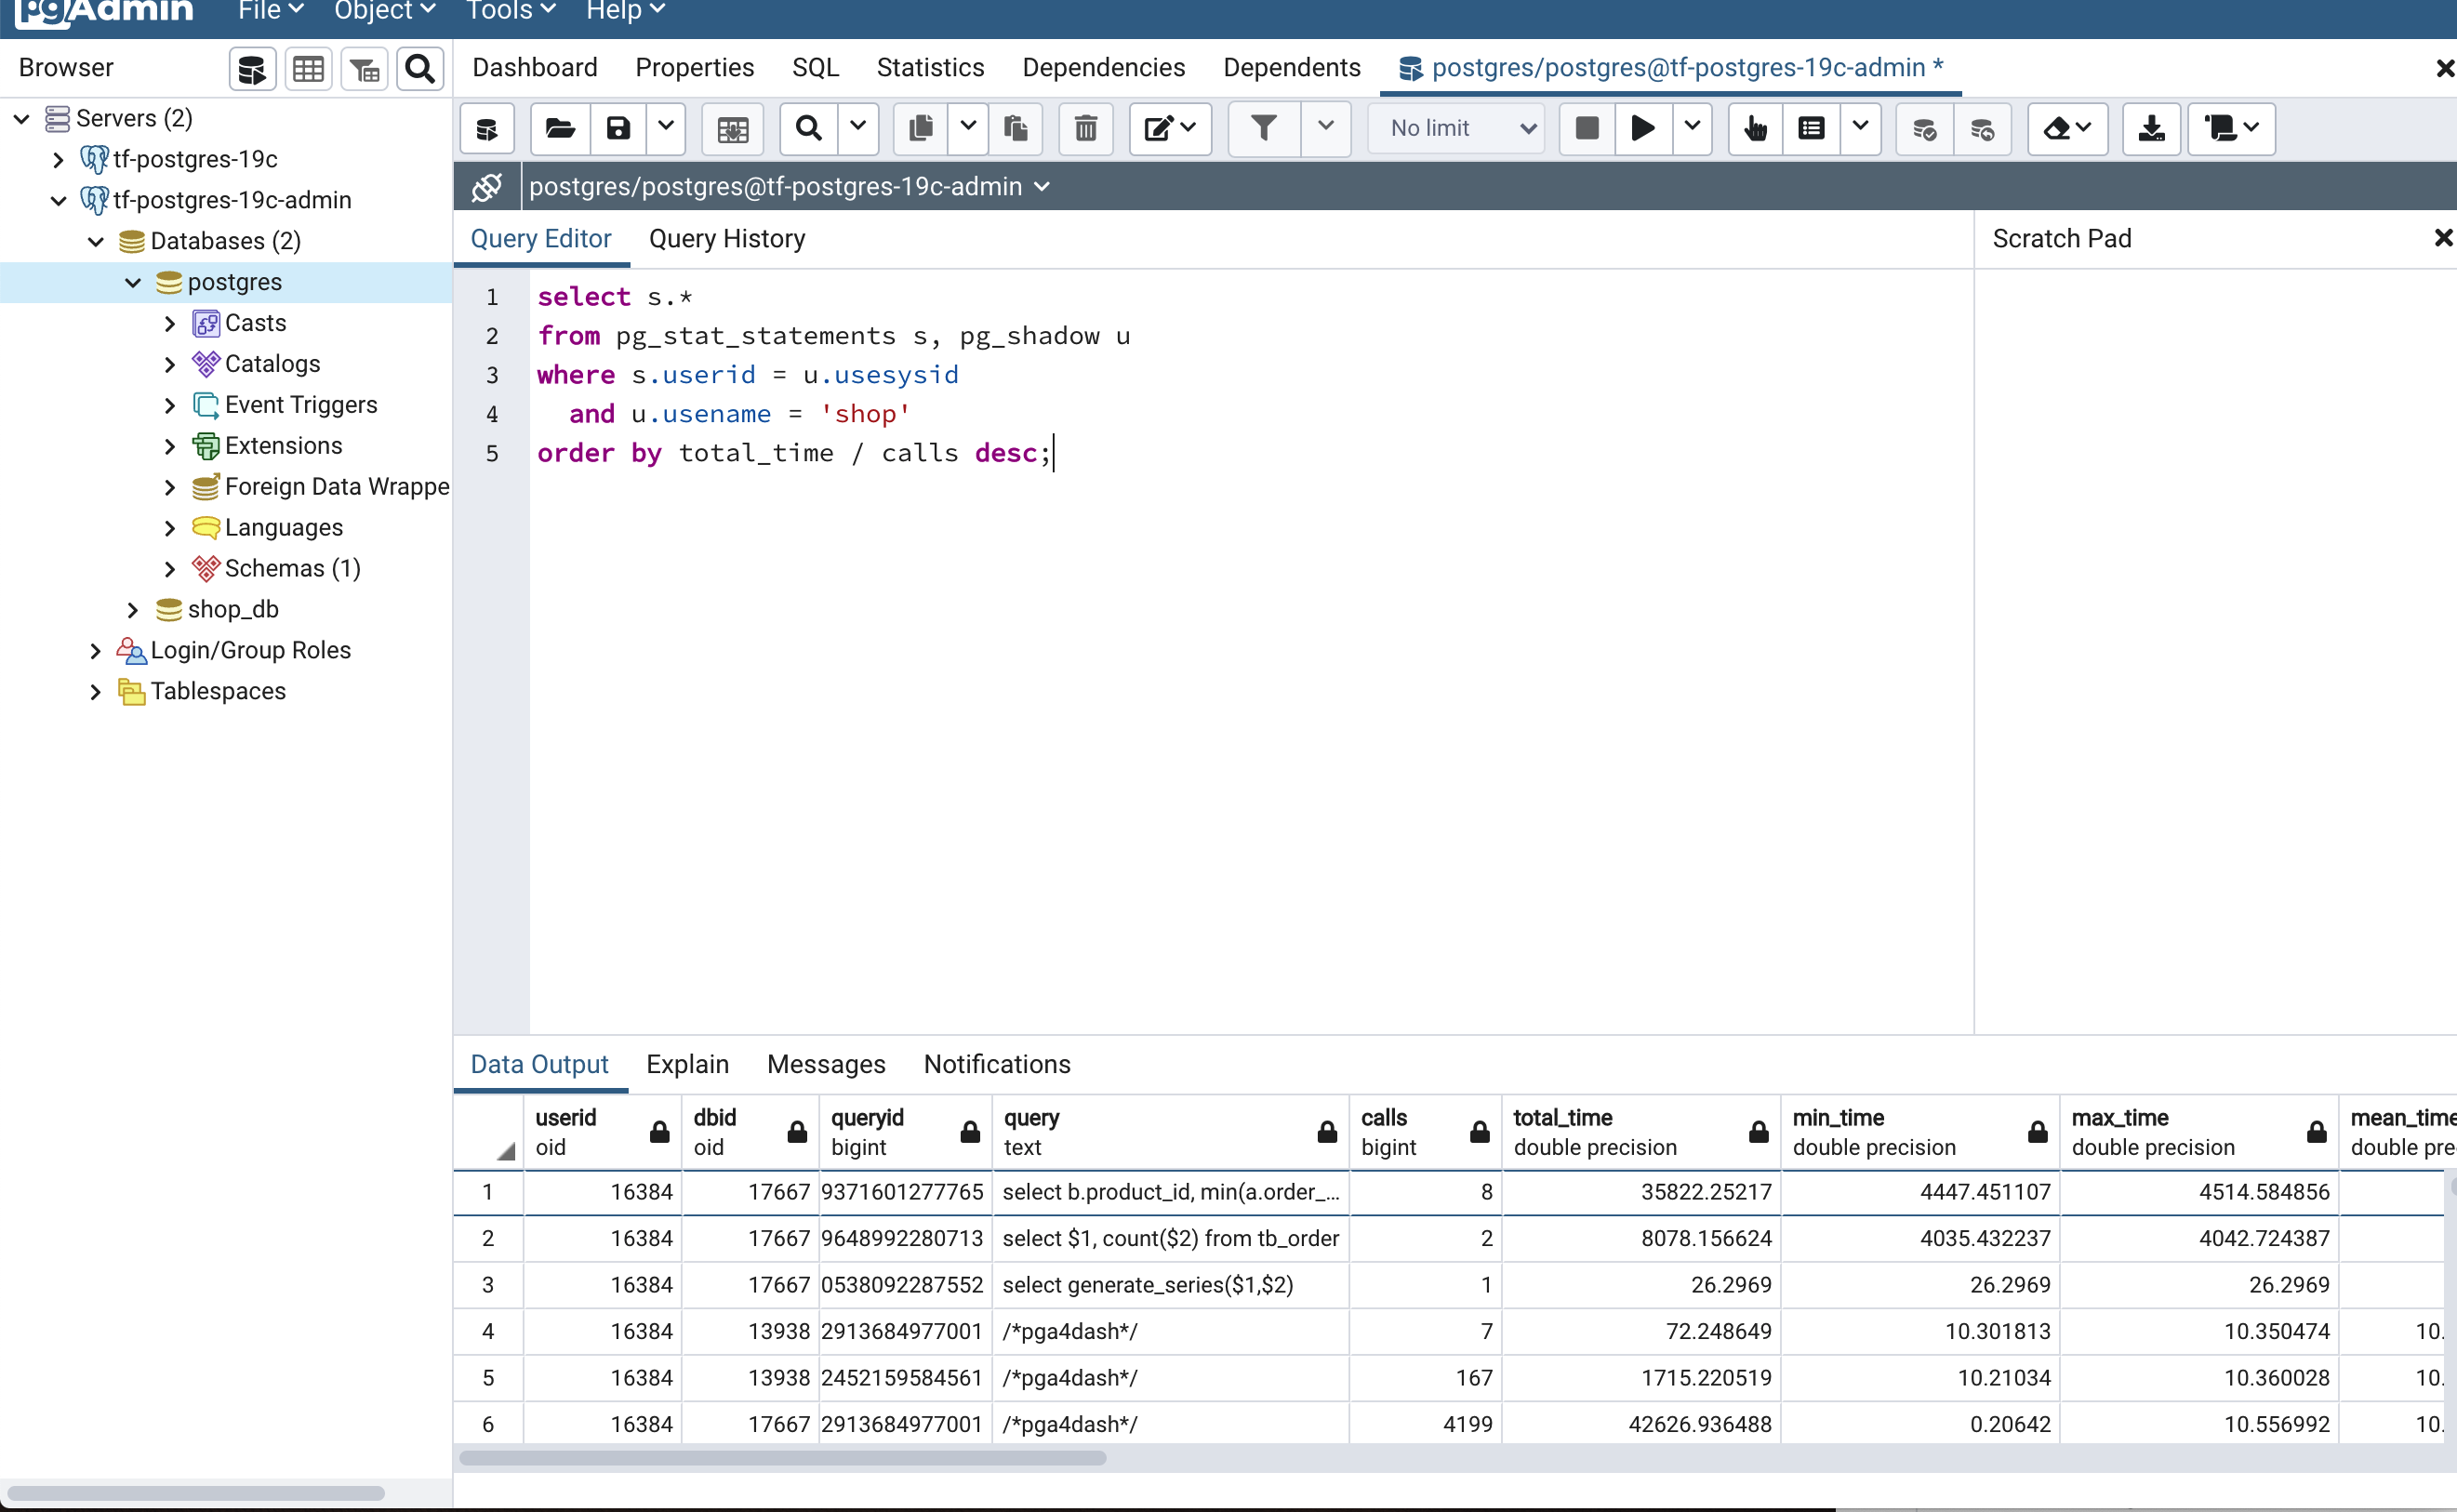 pgAdmin File Object Tools Help
Browser
Dashboard Properties SQL Statistics Dependencies Dependents postgres/postgres@tf-postgres-19c-admin *
Servers (2)
tf-postgres-19c
tf-postgres-19c-admin
Databases (2)
postgres
Casts
Catalogs
Event Triggers
Extensions
Foreign Data Wrappe
Languages
Schemas (1)
shop_db
Login/Group Roles
Tablespaces
No limit
postgres/postgres@tf-postgres-19c-admin
Query Editor Query History
Scratch Pad
1 select s.*
2 from pg_stat_statements s, pg_shadow u
3 where s.userid = u.usesysid
4 and u.usename = 'shop'
5 order by total_time / calls desc;
Data Output Explain Messages Notifications
userid dbid queryid query calls total_time min_time max_time mean_time
oid oid bigint text bigint double precision double precision double precision double pre
1 16384 17667 9371601277765 select b.product_id, min(a.order_... 8 35822.25217 4447.451107 4514.584856
2 16384 17667 9648992280713 select $1, count($2) from tb_order 2 8078.156624 4035.432237 4042.724387
3 16384 17667 0538092287552 select generate_series($1,$2) 1 26.2969 26.2969 26.2969
4 16384 13938 2913684977001 /*pga4dash*/ 7 72.248649 10.301813 10.350474 10.
5 16384 13938 2452159584561 /*pga4dash*/ 167 1715.220519 10.21034 10.360028 10.
6 16384 17667 2913684977001 /*pga4dash*/ 4199 42626.936488 0.20642 10.556992 10.